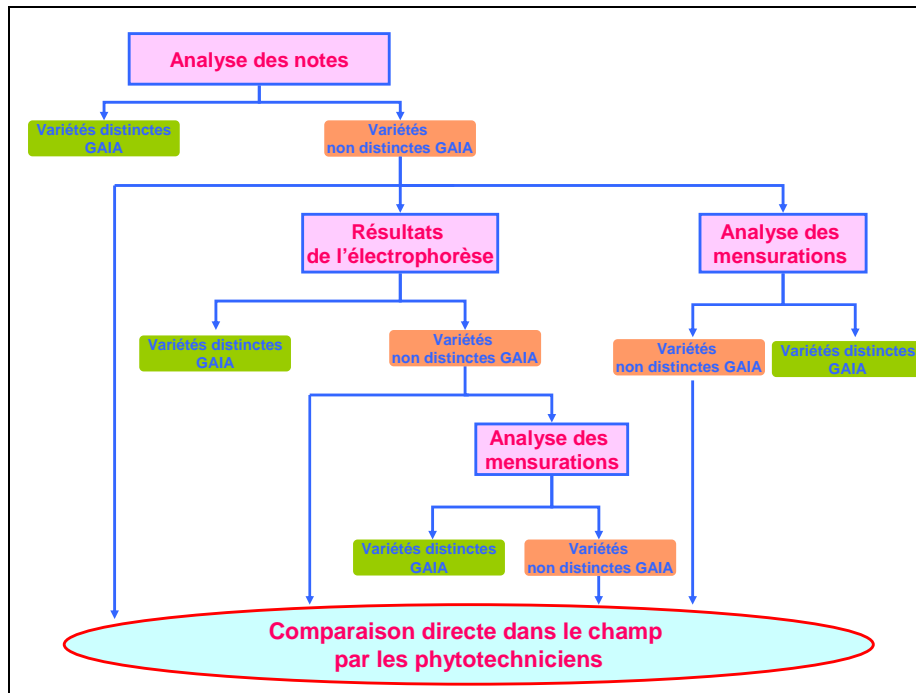 Analyse des notes
Variétés distinctes
GAIA
Variétés
non distinctes GAIA
Résultats
de l'électrophorèse
Analyse des
mensurations
Variétés distinctes
GAIA
Variétés
non distinctes GAIA
Variétés
non distinctes GAIA
Variétés distinctes
GAIA
Analyse des
mensurations
Variétés distinctes
GAIA
Variétés
non distinctes GAIA
Comparaison directe dans le champ
par les phytotechniciens